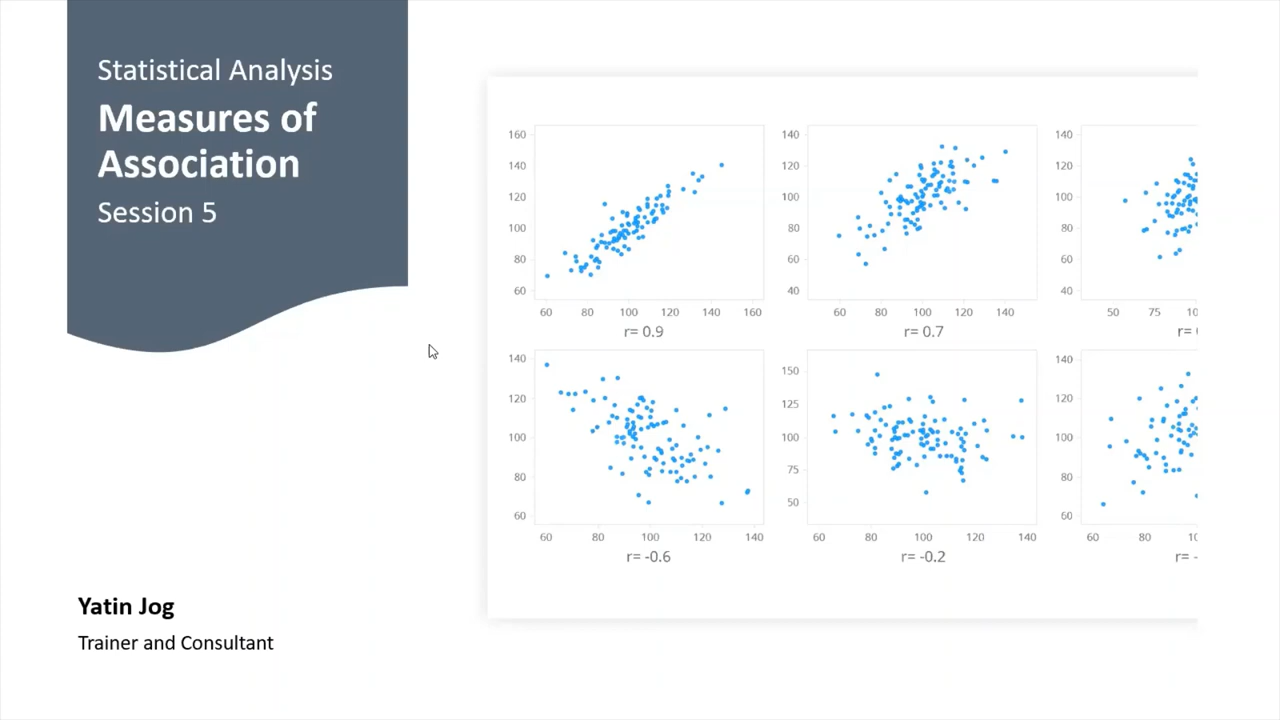 Statistical Analysis
Measures of
Association
Session 5
160
140
120
100
80
60
60 80 100 120 140 160
r= 0.9
140
120
100
80
60
40
60 80 100 120 140
r= 0.7
140
100
80
60
40
50 75 10
r= 
140
120
100
80
60
60 80 100 120 140
r= -0.6
150
125
100
75
50
60 80 100 120 140
r= -0.2
140
120
100
80
60
60 80 10
r= -
Yatin Jog
Trainer and Consultant